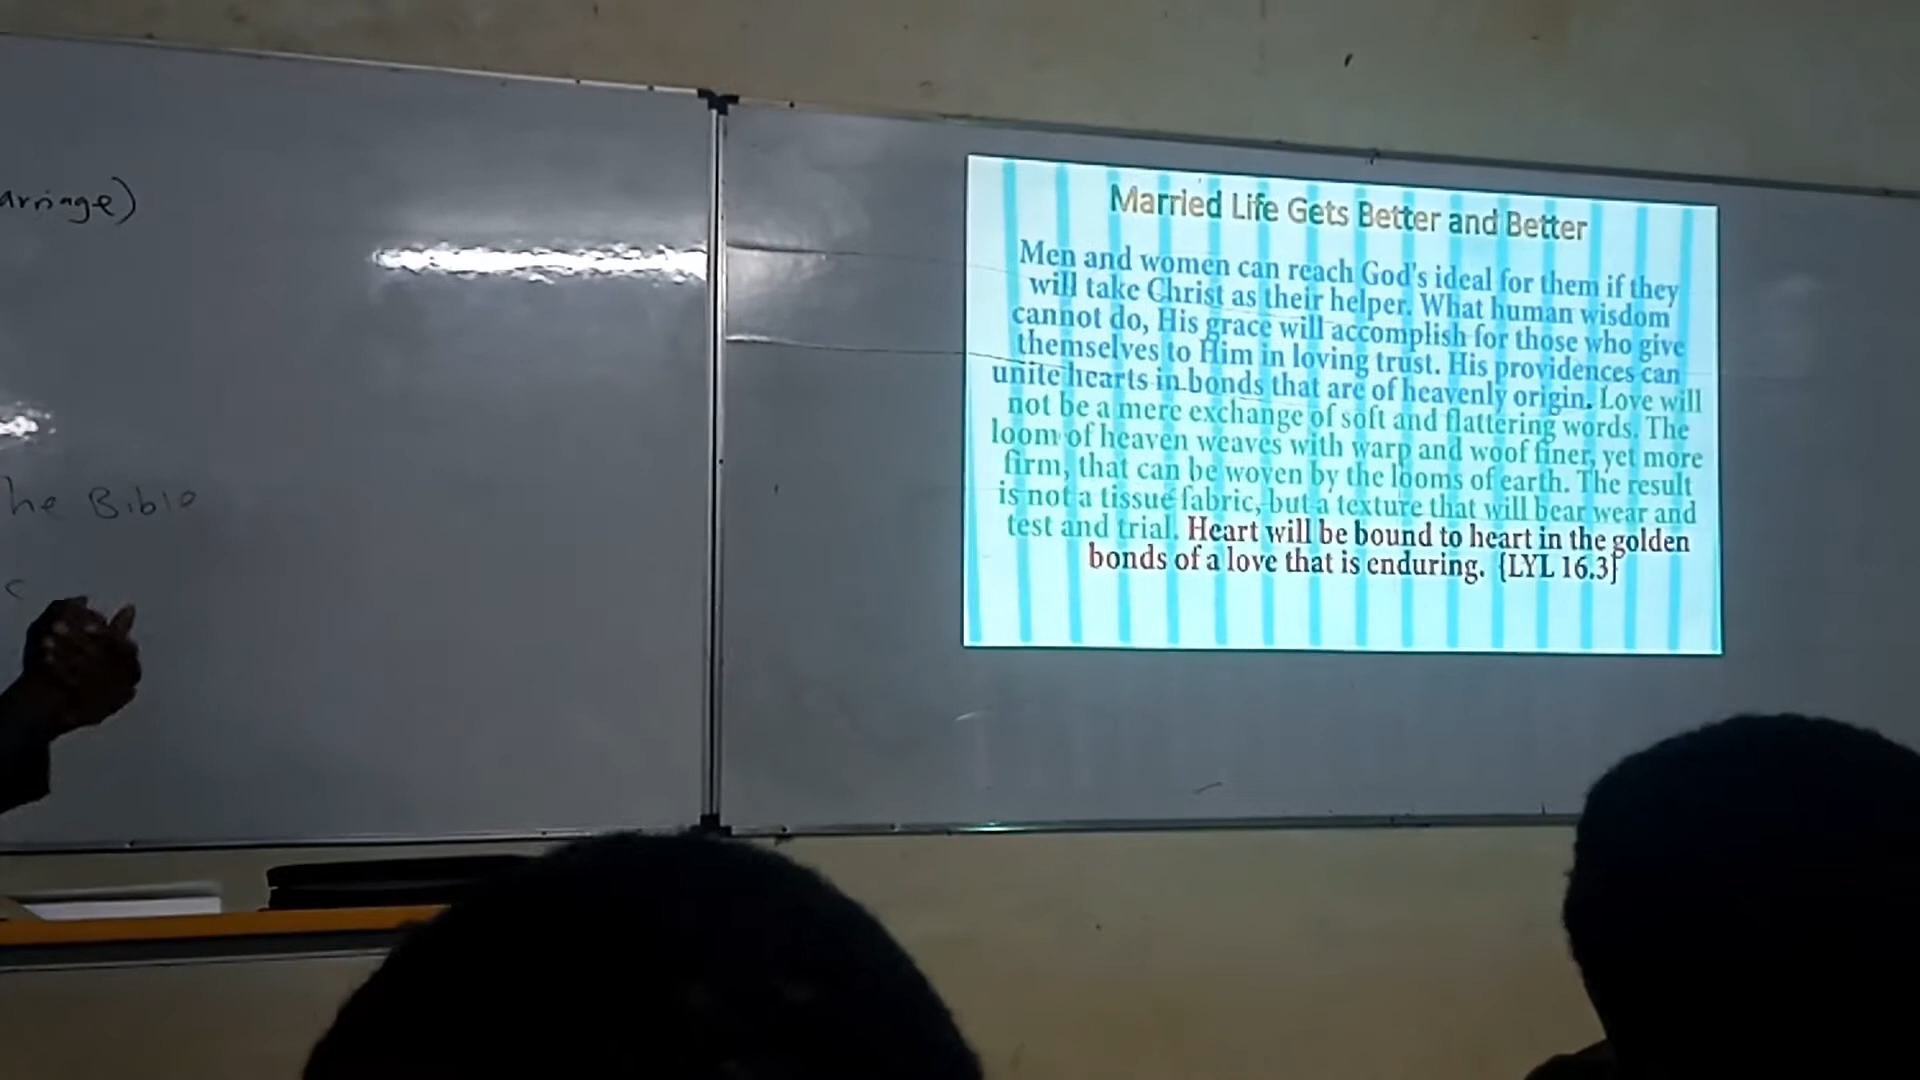 arriage)
he Bible
Married Life Gets Better and Better
Men and women can reach God's ideal for them if they
will take Christ as their helper. What human wisdom
cannot do, His grace will accomplish for those who give
themselves to Him in loving trust. His providences can
unite hearts in bonds that are of heavenly origin. Love will
not be a mere exchange of soft and flattering words. The
loom of heaven weaves with warp and woof finer, yet more
firm, that can be woven by the looms of earth. The result
is not a tissue fabric, but a texture that will bear wear and
test and trial. Heart will be bound to heart in the golden
bonds of a love that is enduring. {LYL 16.3}